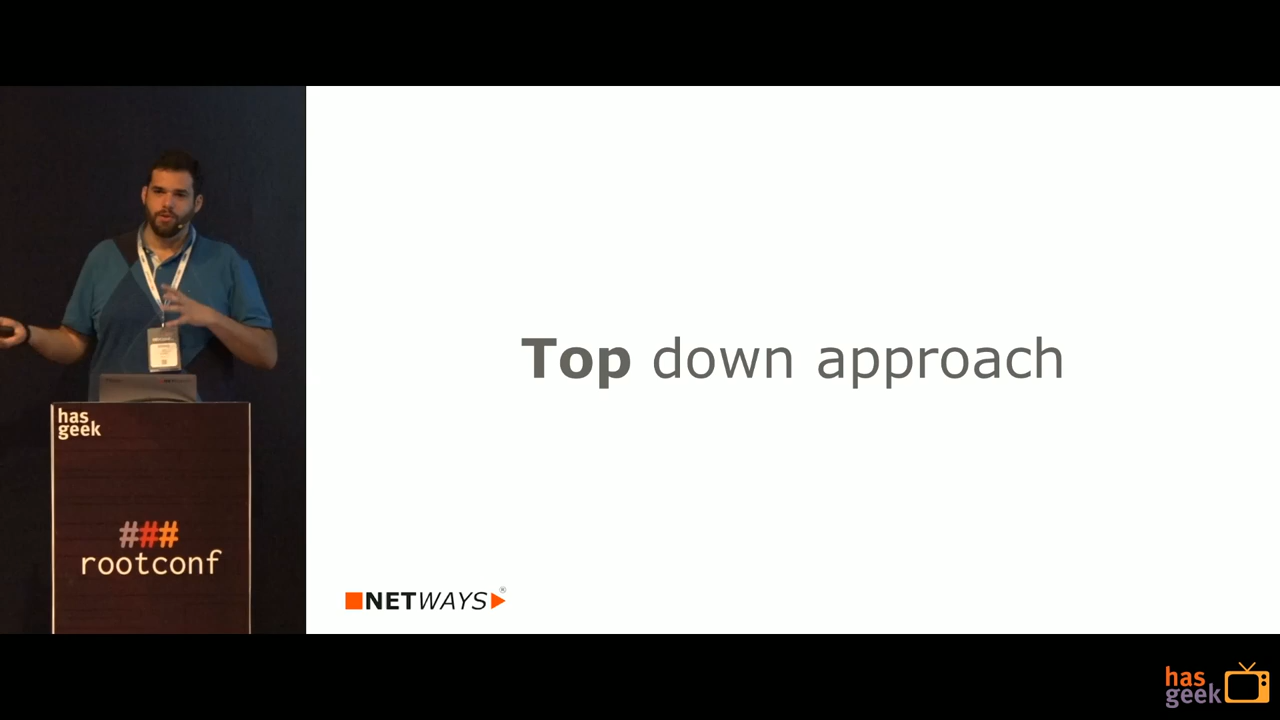 Top down approach
has
geek
###
rootconf
NETWAYS®
has
geek